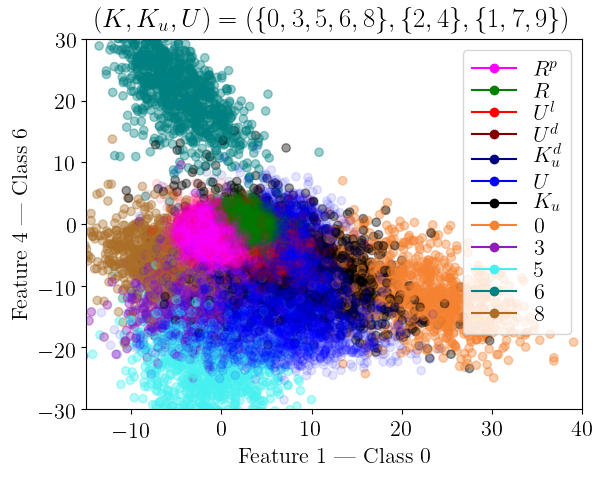 (K, K_u, U) = ({0, 3, 5, 6, 8}, {2, 4}, {1, 7, 9})
30
20
10
0
−10
−20
−30
−10
0
10
20
30
40
Feature 4 — Class 6
Feature 1 — Class 0
R^p
R
U^l
U^d
K_u^d
U
K_u
0
3
5
6
8